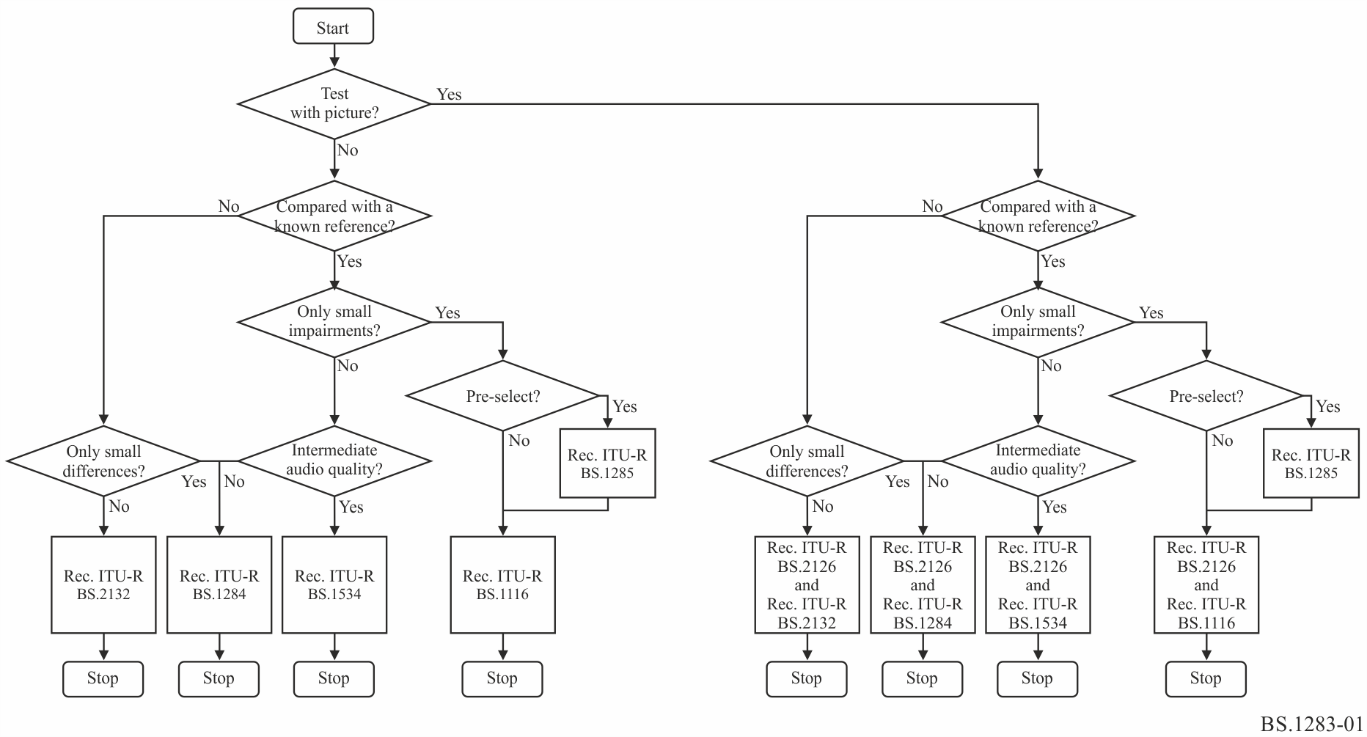 Start
Test
with picture?
Yes
No
Compared with a
known reference?
No
Yes
Only small
impairments?
Yes
No
Pre-select?
Yes
No
Rec. ITU-R
BS.1285
Only small
differences?
Yes
No
Intermediate
audio quality?
No
Yes
Rec. ITU-R
BS.2132
Rec. ITU-R
BS.1284
Rec. ITU-R
BS.1534
Rec. ITU-R
BS.1116
Stop
Stop
Stop
Stop
Compared with a
known reference?
No
Yes
Only small
impairments?
Yes
No
Pre-select?
Yes
No
Rec. ITU-R
BS.1285
Only small
differences?
Yes
No
Intermediate
audio quality?
No
Yes
Rec. ITU-R
BS.2126
and
Rec. ITU-R
BS.2132
Rec. ITU-R
BS.2126
and
Rec. ITU-R
BS.1284
Rec. ITU-R
BS.2126
and
Rec. ITU-R
BS.1534
Rec. ITU-R
BS.2126
and
Rec. ITU-R
BS.1116
Stop
Stop
Stop
Stop
BS.1283-01